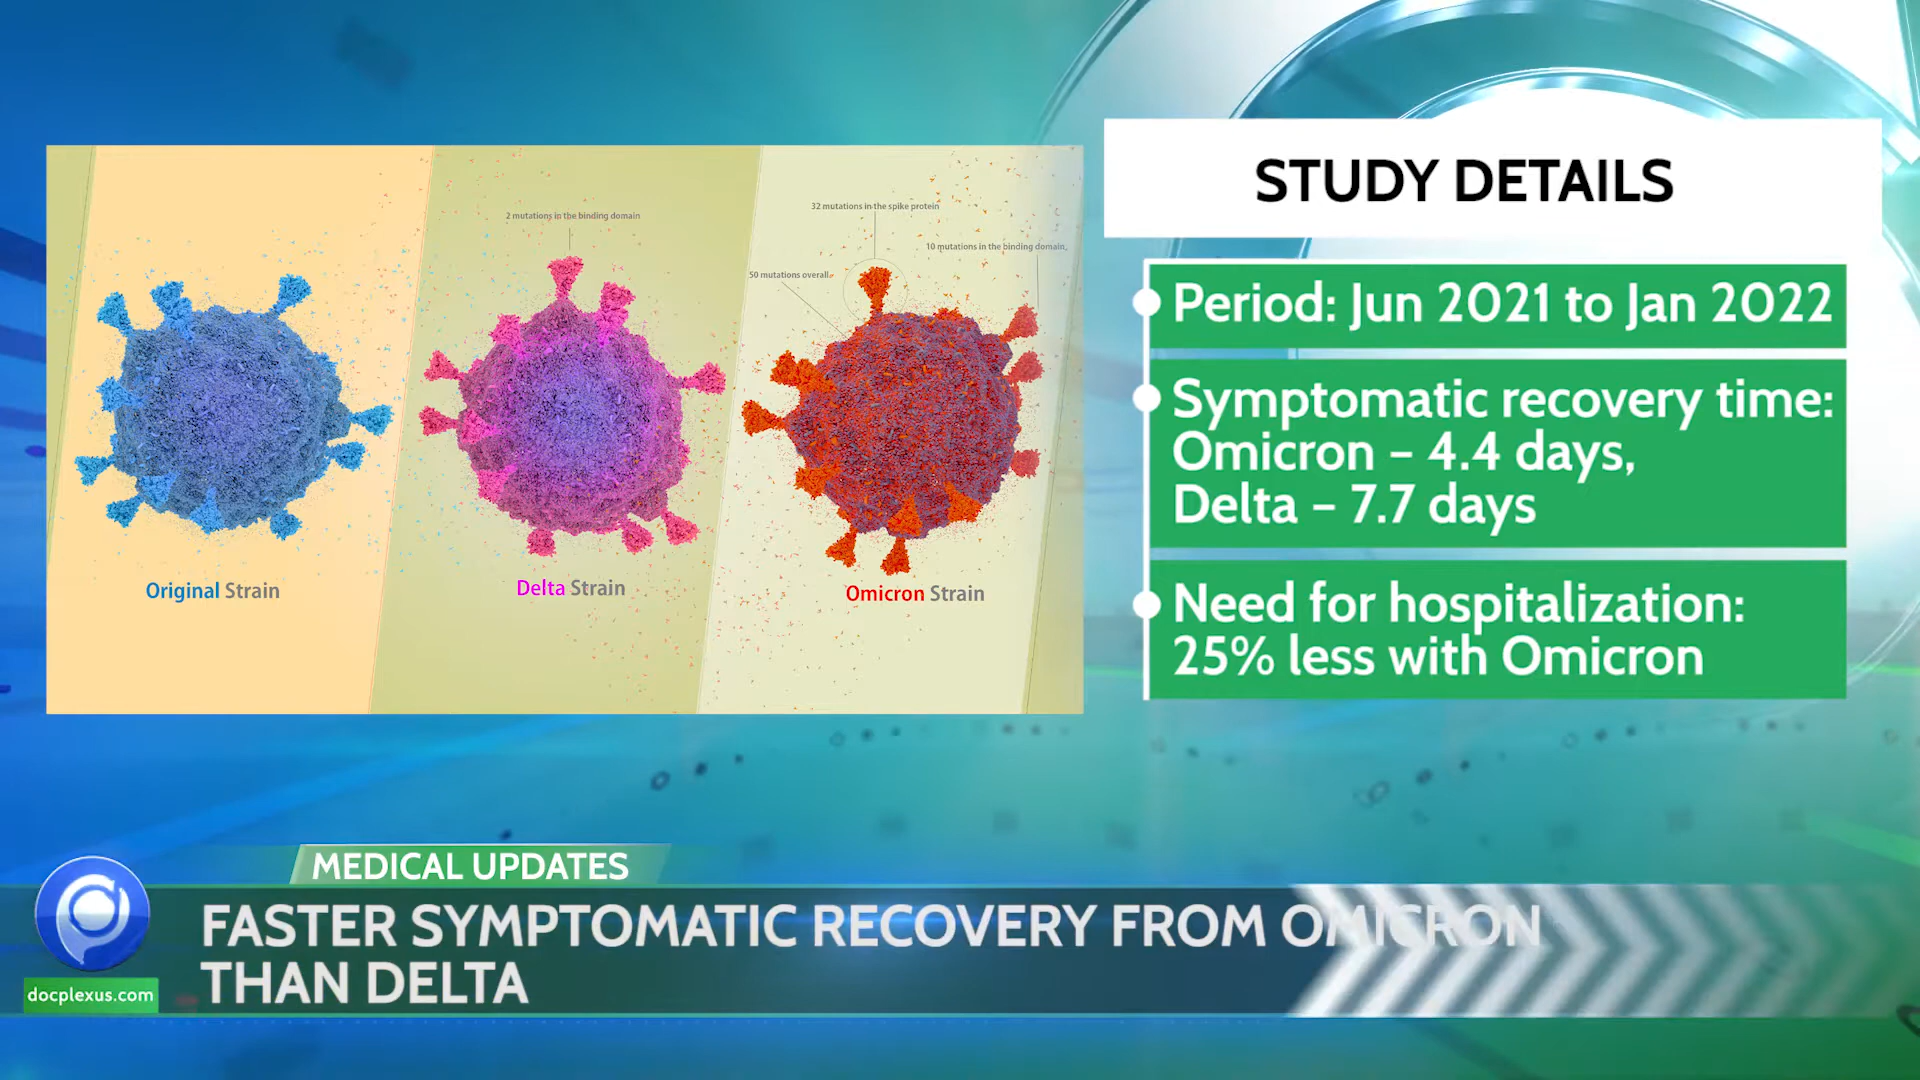 STUDY DETAILS
32 mutations in the spike protein
2 mutations in the binding domain
10 mutations in the binding domain,
50 mutations overall
Original Strain
Delta Strain
Omicron Strain
Period: Jun 2021 to Jan 2022
Symptomatic recovery time:
Omicron – 4.4 days,
Delta – 7.7 days
Need for hospitalization:
25% less with Omicron
MEDICAL UPDATES
FASTER SYMPTOMATIC RECOVERY FROM OMICRON
THAN DELTA
docplexus.com